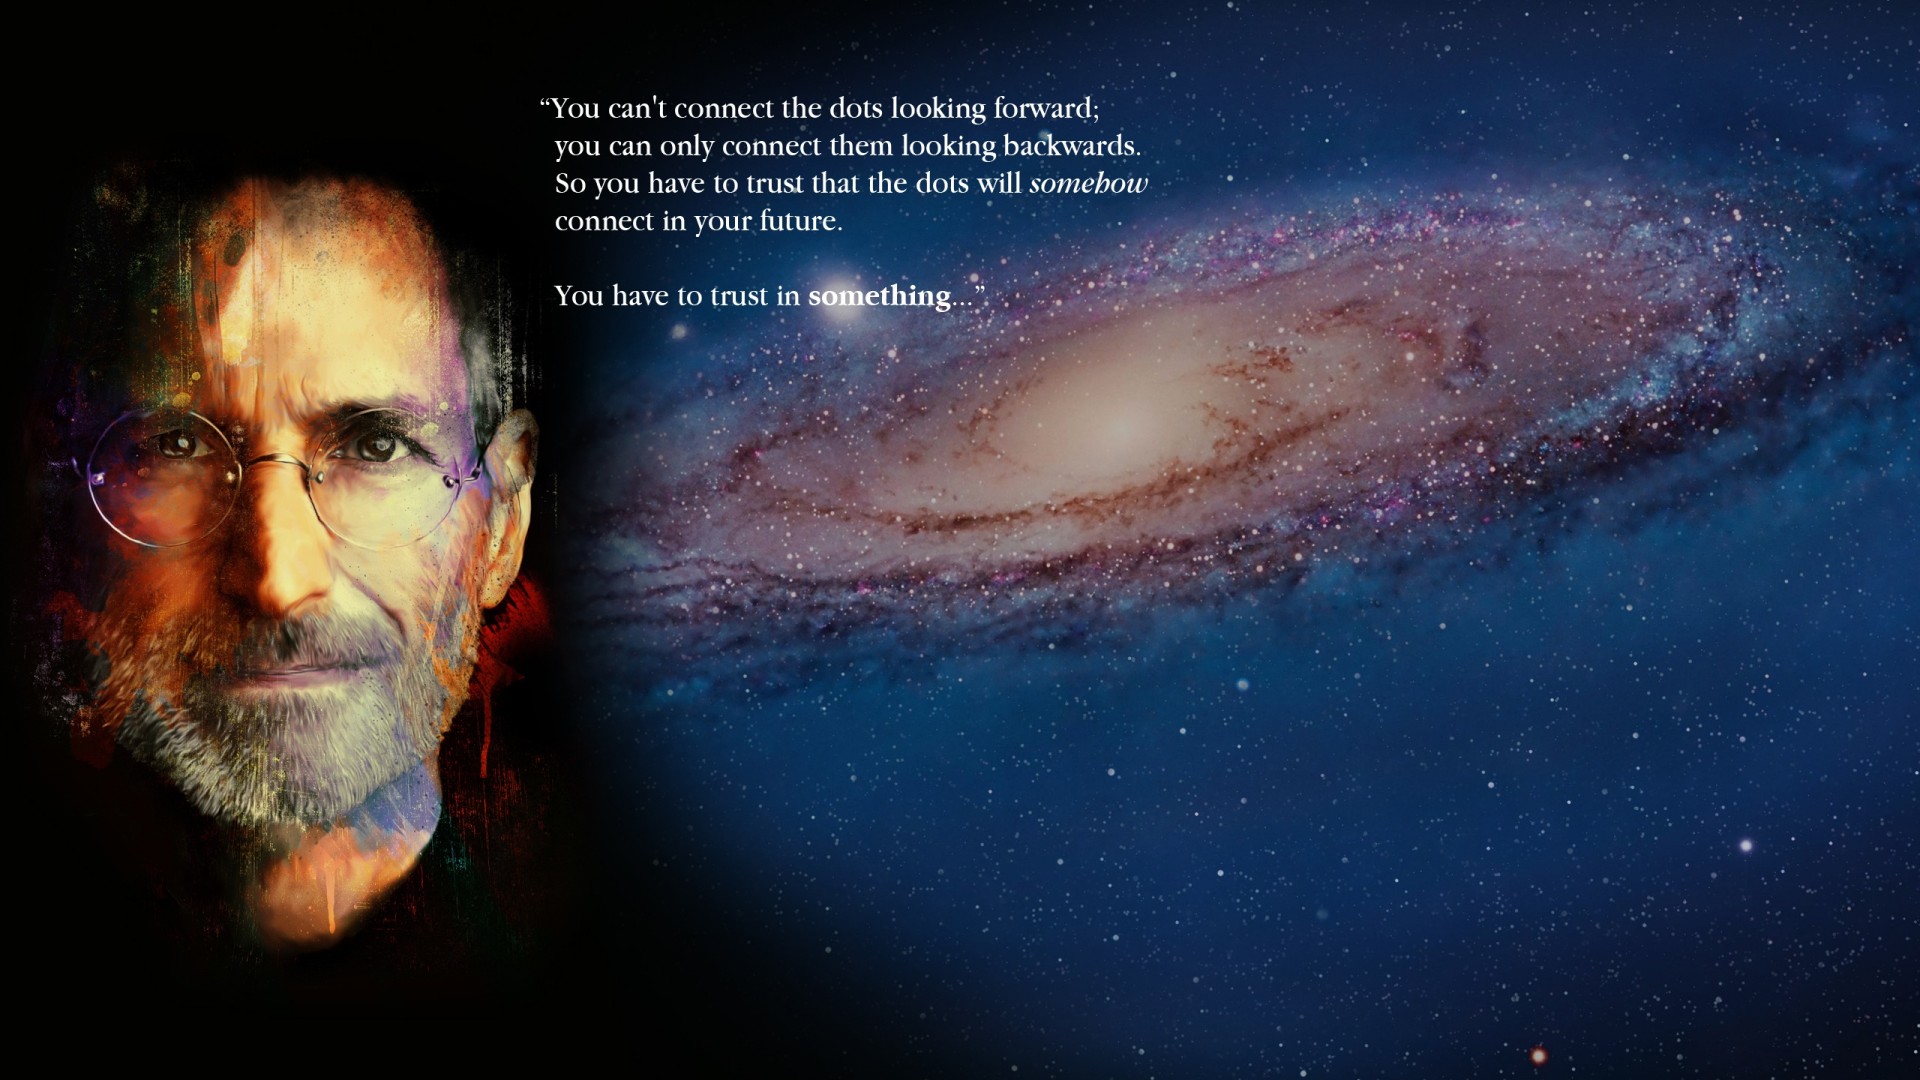 “You can't connect the dots looking forward;
you can only connect them looking backwards.
So you have to trust that the dots will somehow
connect in your future.
You have to trust in something...”